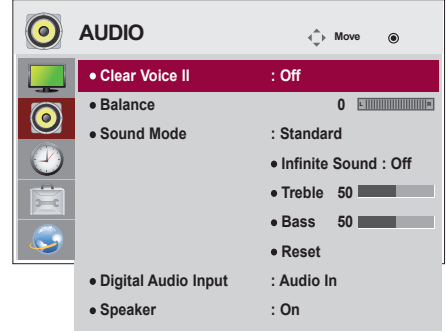 AUDIO
Move
● Clear Voice II : Off
● Balance 0 L R
● Sound Mode : Standard
● Infinite Sound : Off
● Treble 50
● Bass 50
● Reset
● Digital Audio Input : Audio In
● Speaker : On